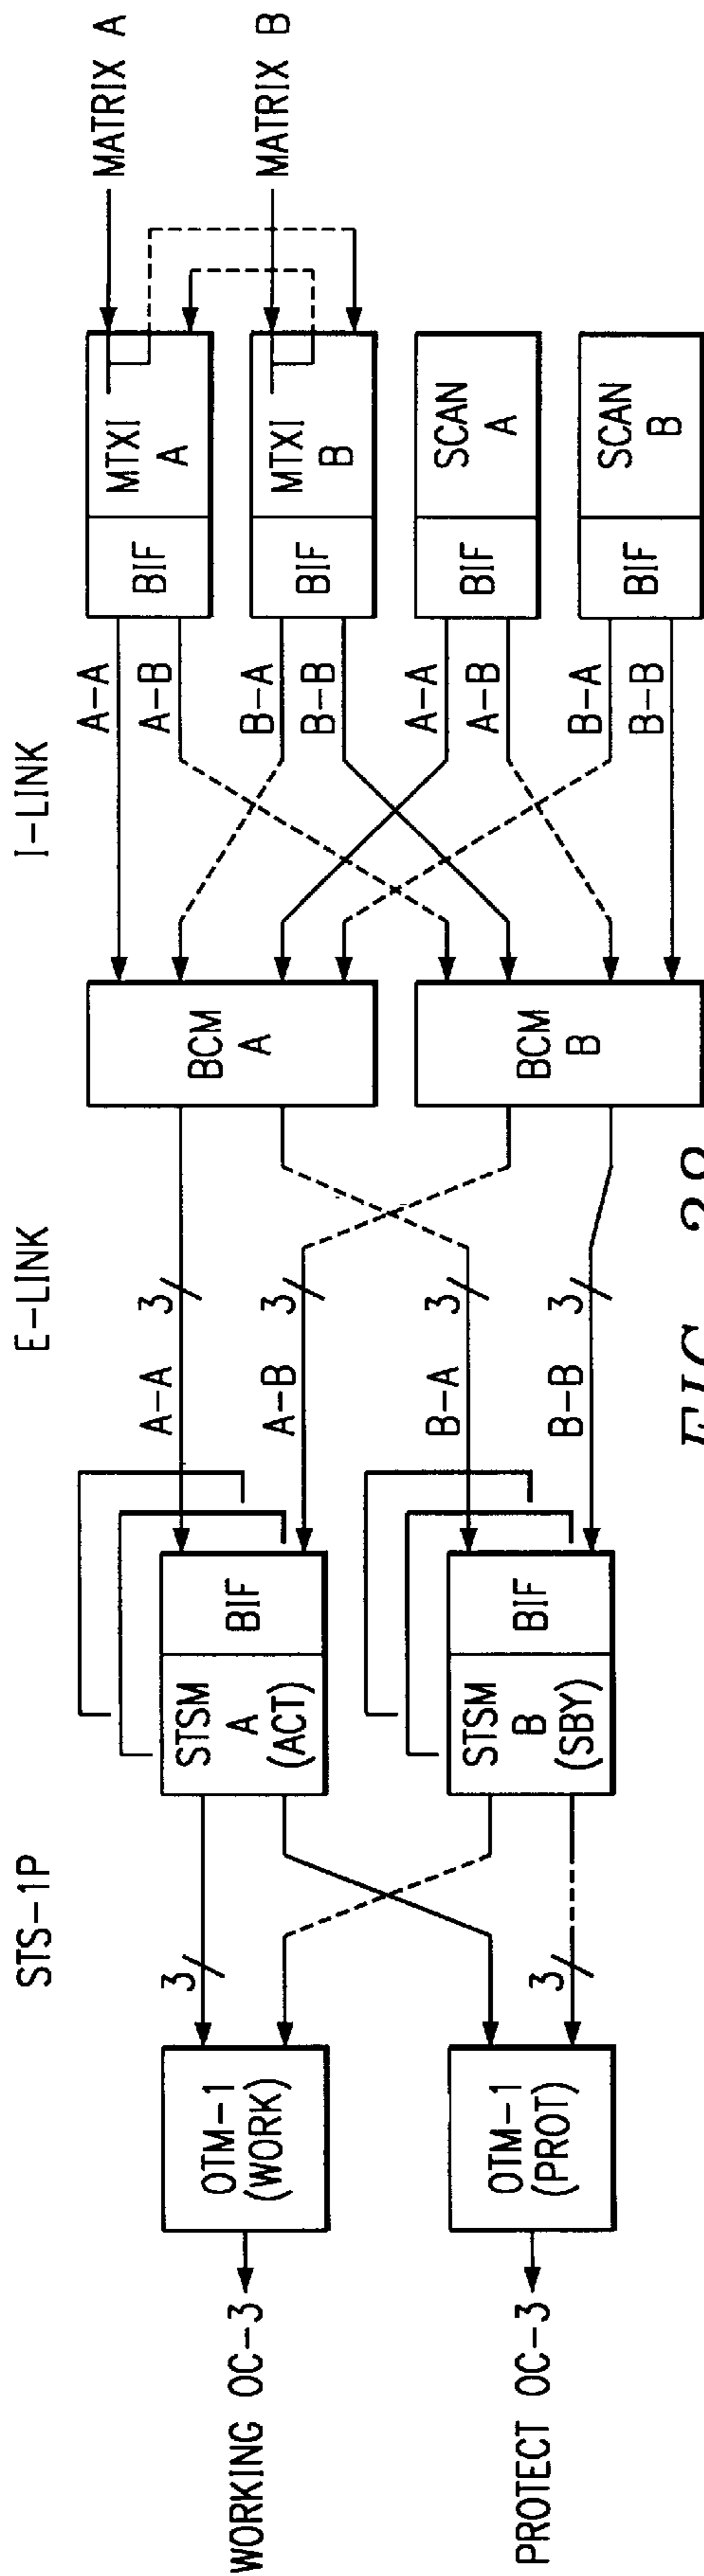 STS-1P
E-LINK
I-LINK
WORKING OC-3
OTM-1
(WORK)
3
STSM
A
(ACT)
BIF
A-A
3
A-B
3
BCM
A
A-A
A-B
BIF
MTXI
A
MATRIX A
B-A
B-B
BIF
MTXI
B
MATRIX B
PROTECT OC-3
OTM-1
(PROT)
3
STSM
B
(SBY)
BIF
B-A
3
B-B
3
BCM
B
A-A
A-B
BIF
SCAN
A
B-A
B-B
BIF
SCAN
B